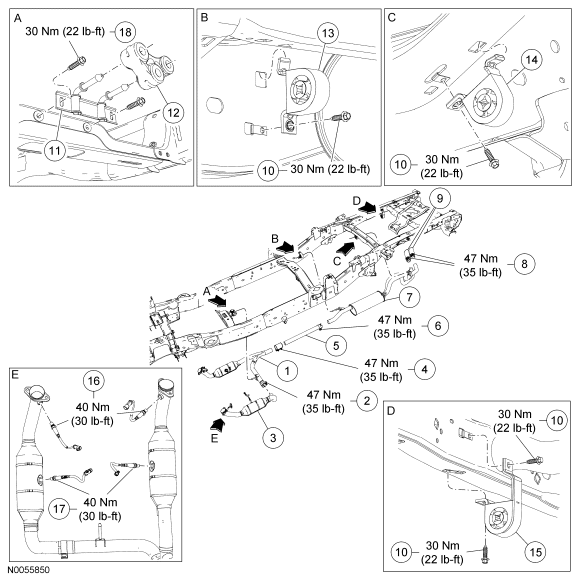 A
30 Nm (22 lb-ft) 18
12
11
B
13
10 30 Nm (22 lb-ft)
C
14
10 30 Nm
(22 lb-ft)
D
9
B
C
47 Nm
(35 lb-ft) 8
A
7
47 Nm
(35 lb-ft) 6
5
47 Nm
(35 lb-ft) 4
1
47 Nm
(35 lb-ft) 2
E
3
E
16
40 Nm
(30 lb-ft)
40 Nm
17 (30 lb-ft)
D
30 Nm
(22 lb-ft) 10
10 30 Nm
(22 lb-ft)
15
N0055850